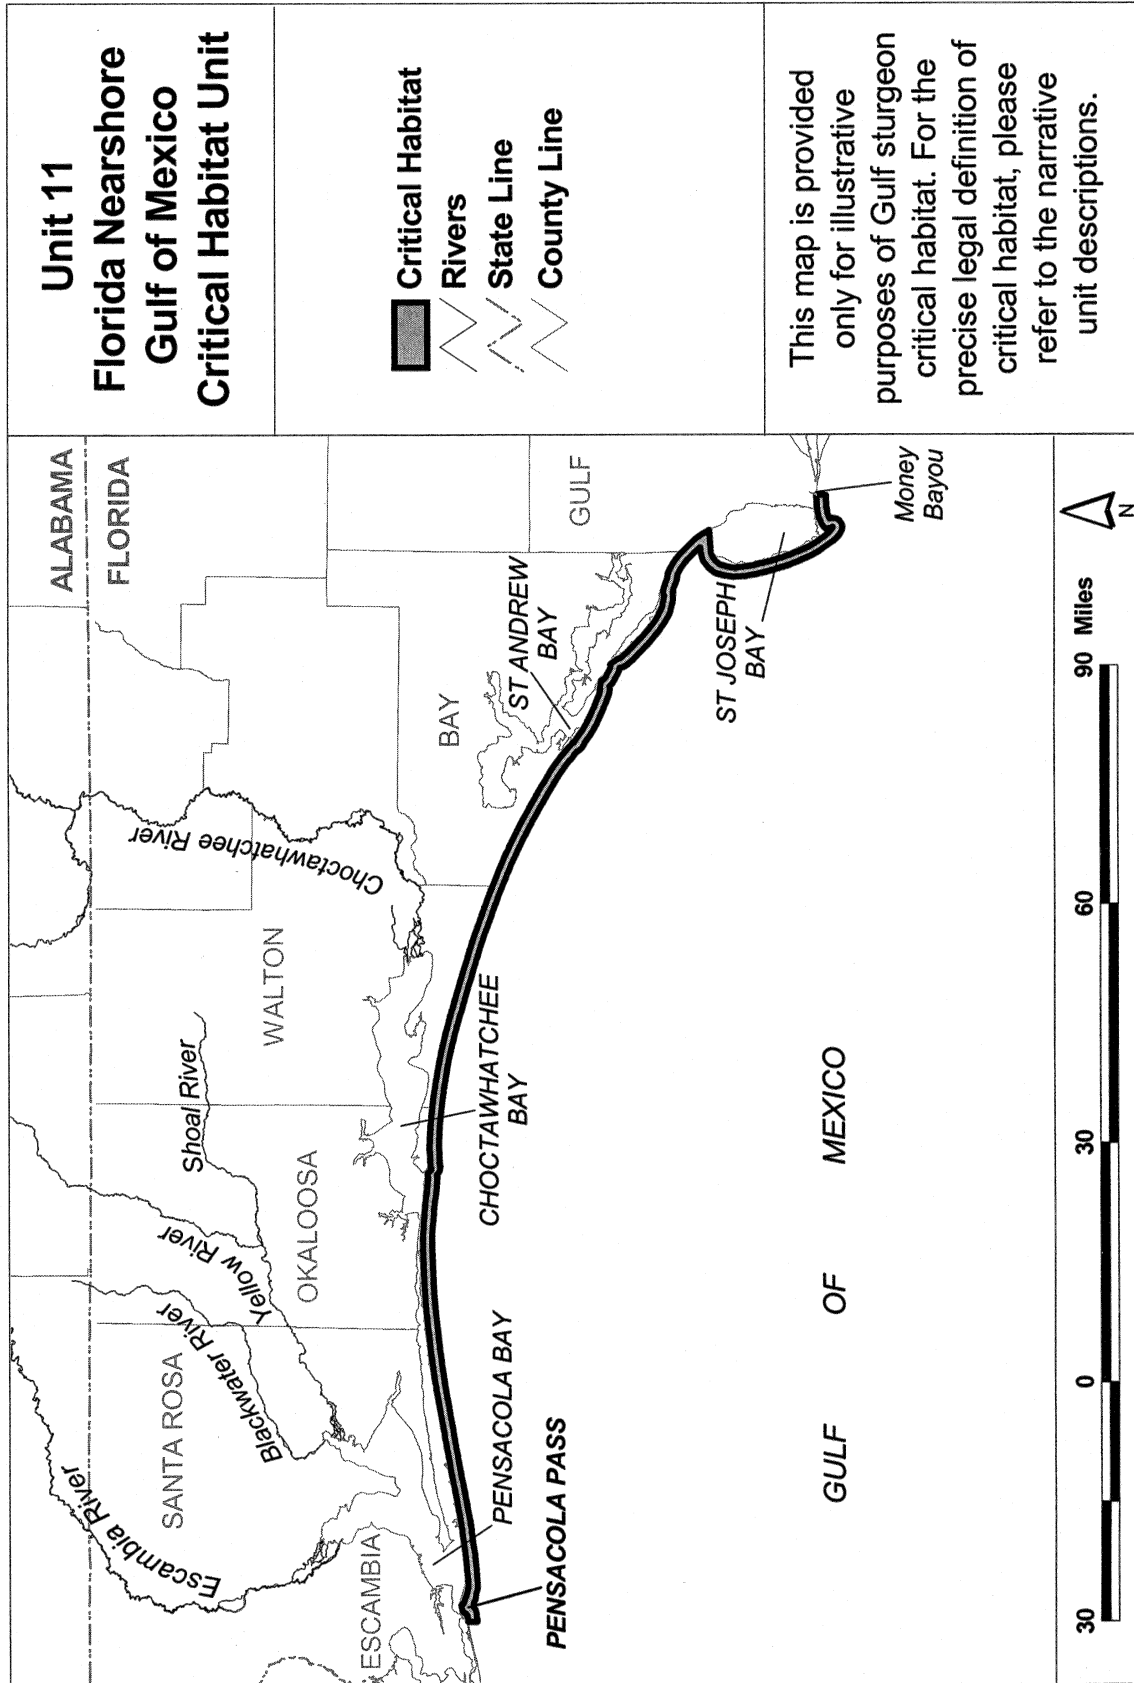 Unit 11
Florida Nearshore
Gulf of Mexico
Critical Habitat Unit
Critical Habitat
Rivers
State Line
County Line
This map is provided
only for illustrative
purposes of Gulf sturgeon
critical habitat. For the
precise legal definition of
critical habitat, please
refer to the narrative
unit descriptions.
ALABAMA
FLORIDA
Escambia River
SANTA ROSA
Blackwater River
Yellow River
Shoal River
OKALOOSA
WALTON
Choctawhatchee River
ESCAMBIA
BAY
GULF
PENSACOLA BAY
PENSACOLA PASS
CHOCTAWHATCHEE
BAY
ST ANDREW
BAY
ST JOSEPH
BAY
Money
Bayou
GULF OF MEXICO
30 0 30 60 90 Miles
N